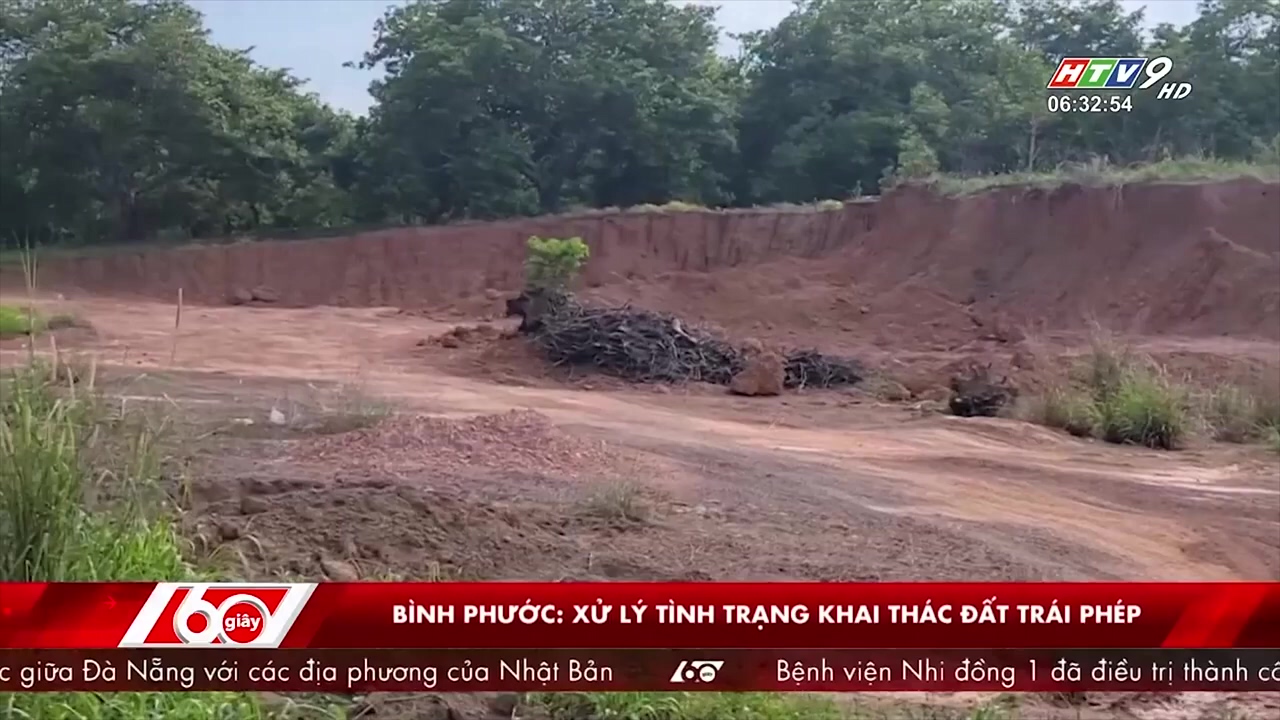 HTV9 HD
06:32:54
60 giây
BÌNH PHƯỚC: XỬ LÝ TÌNH TRẠNG KHAI THÁC ĐẤT TRÁI PHÉP
giữa Đà Nẵng với các địa phương của Nhật Bản 60 giây Bệnh viện Nhi đồng 1 đã điều trị thành